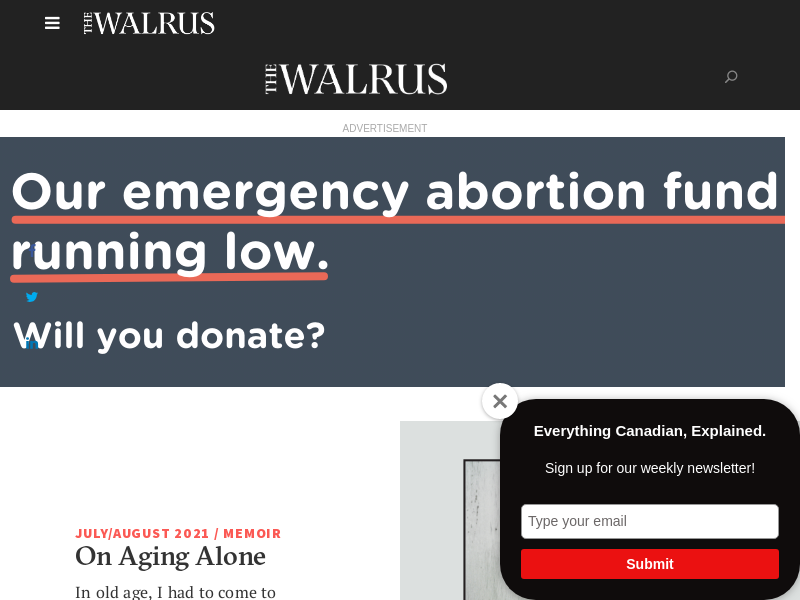 THE WALRUS
THE WALRUS
ADVERTISEMENT
Our emergency abortion fund
running low.
Will you donate?
Everything Canadian, Explained.
Sign up for our weekly newsletter!
Type your email
Submit
JULY/AUGUST 2021 / MEMOIR
On Aging Alone
In old age, I had to come to